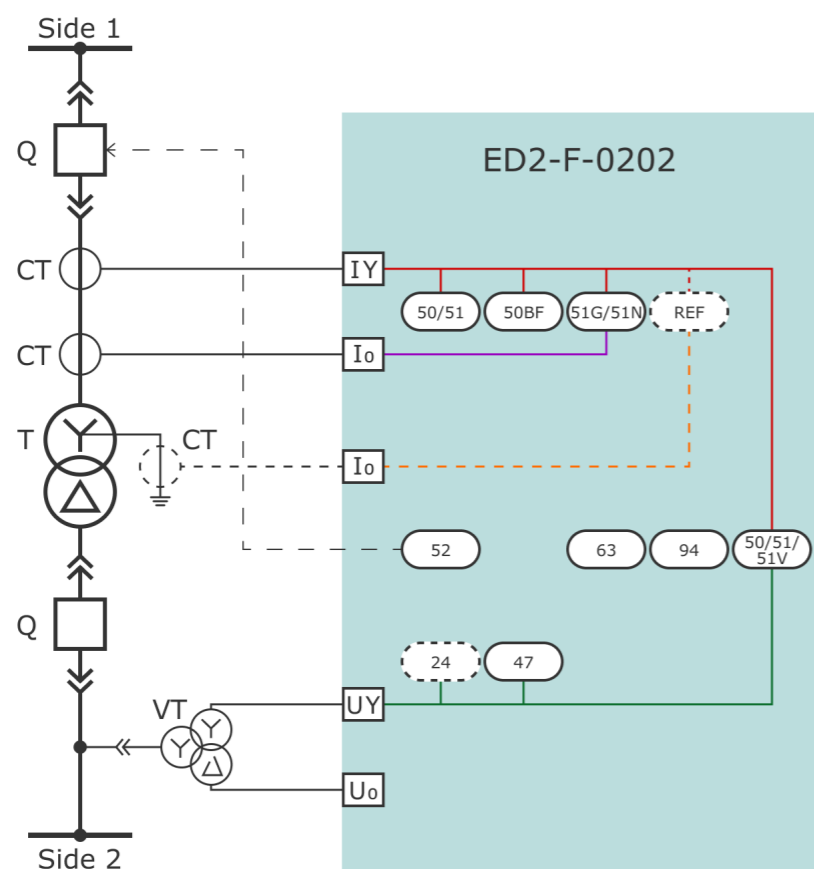 Side 1
ED2-F-0202
Q
CT
IY
50/51
50BF
51G/51N
REF
CT
I0
T
CT
I0
52
63
94
50/51/
51V
Q
24
47
VT
UY
U0
Side 2